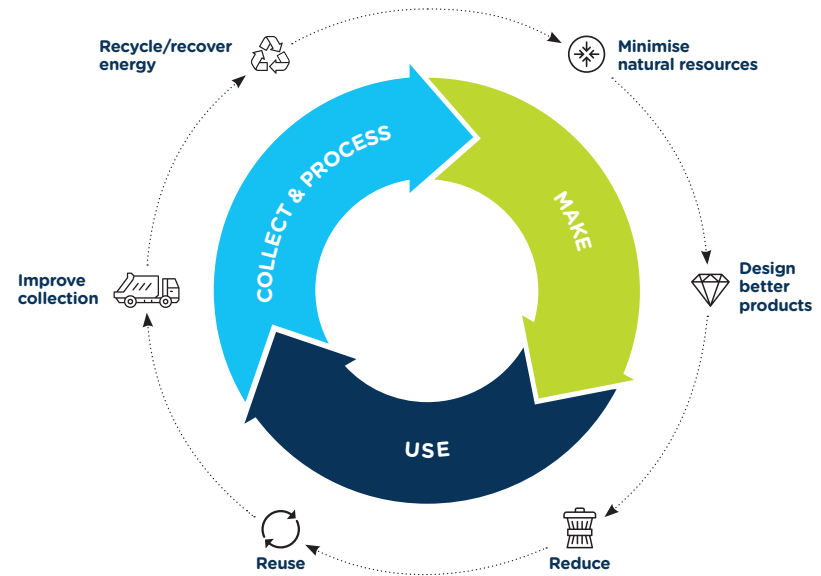 Recycle/recover
energy
Minimise
natural resources
COLLECT & PROCESS
MAKE
Improve
collection
Design
better
products
USE
Reuse
Reduce